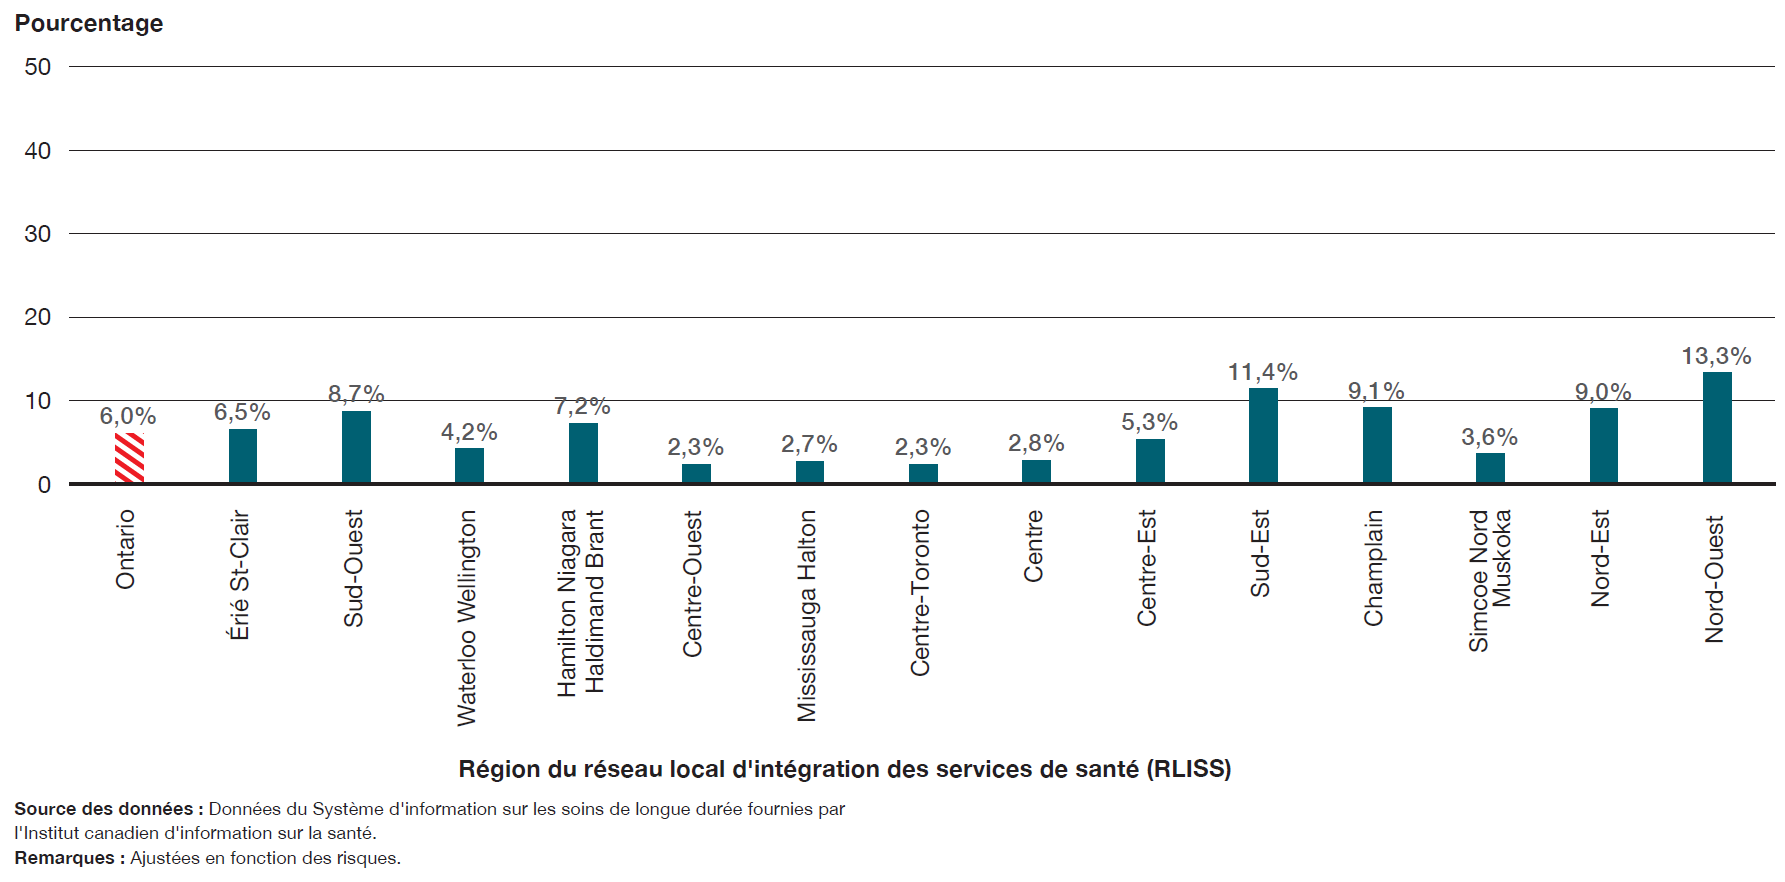 Pourcentage
50
40
30
20
10
0
6,0%
6,5%
8,7%
4,2%
7,2%
2,3%
2,7%
2,3%
2,8%
5,3%
11,4%
9,1%
3,6%
9,0%
13,3%
Ontario
Érié St-Clair
Sud-Ouest
Waterloo Wellington
Hamilton Niagara
Haldimand Brant
Centre-Ouest
Mississauga Halton
Centre-Toronto
Centre
Centre-Est
Sud-Est
Champlain
Simcoe Nord
Muskoka
Nord-Est
Nord-Ouest
Région du réseau local d'intégration des services de santé (RLISS)
Source des données : Données du Système d'information sur les soins de longue durée fournies par
l'Institut canadien d'information sur la santé.
Remarques : Ajustées en fonction des risques.